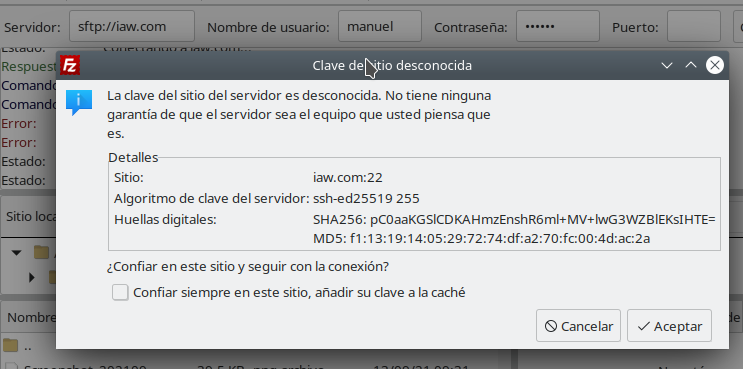 Servidor: sftp://iaw.com Nombre de usuario: manuel Contraseña: •••••• Puerto:
Estado: Conectando a iaw.com...
Clave de sitio desconocida
Respuest
Comando
Comando
Error:
Error:
Estado:
Estado:
La clave del sitio del servidor es desconocida. No tiene ninguna
garantía de que el servidor sea el equipo que usted piensa que
es.
Detalles
Sitio: iaw.com:22
Algoritmo de clave del servidor: ssh-ed25519 255
Huellas digitales: SHA256: pC0aaKGSlCDKAHmzEnshR6ml+MV+lwG3WZBlEKsIHTE=
MD5: f1:13:19:14:05:29:72:74:df:a2:70:fc:00:4d:ac:2a
Sitio loca
¿Confiar en este sitio y seguir con la conexión?
Confiar siempre en este sitio, añadir su clave a la caché
Nombre
de
Cancelar Aceptar
..